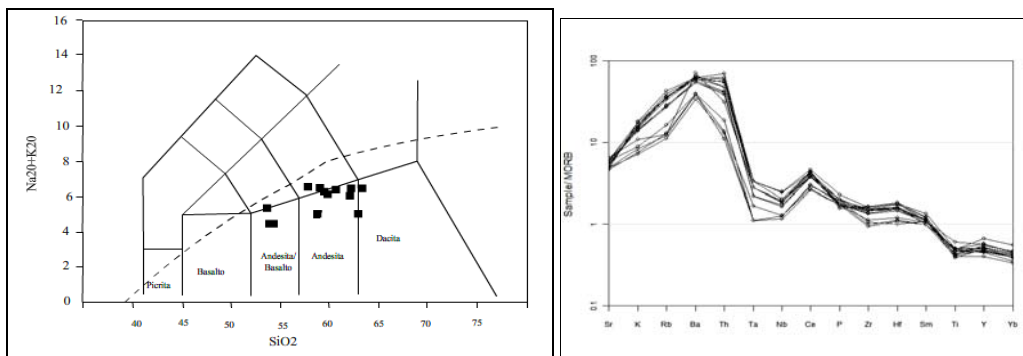 16
14
12
10
8
6
4
2
0
Na20+K20
Picrita
Basalto
Andesita/
Basalto
Andesita
Dacita
40 45 50 55 60 65 70 75
SiO2
100
10
1
0.1
Sample/ MORB
Sr K Rb Ba Th Ta Nb Ce P Zr Hf Sm Ti Y Yb